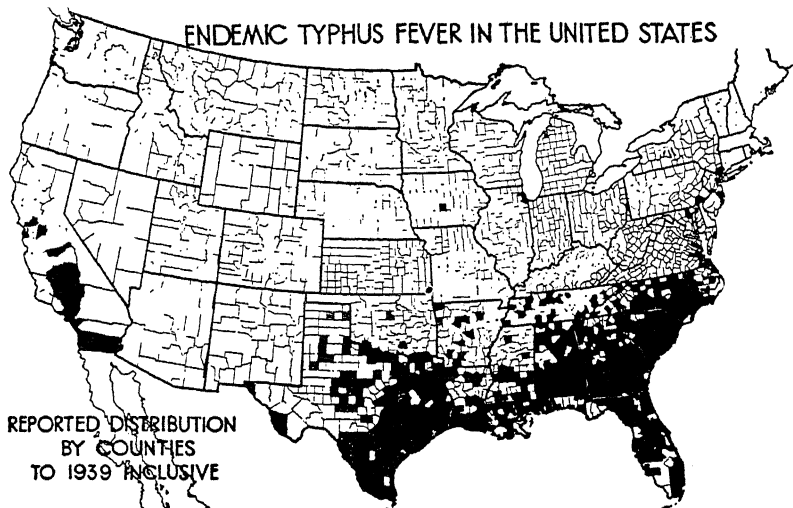 ENDEMIC TYPHUS FEVER IN THE UNITED STATES
REPORTED DISTRIBUTION
BY COUNTIES
TO 1939 INCLUSIVE